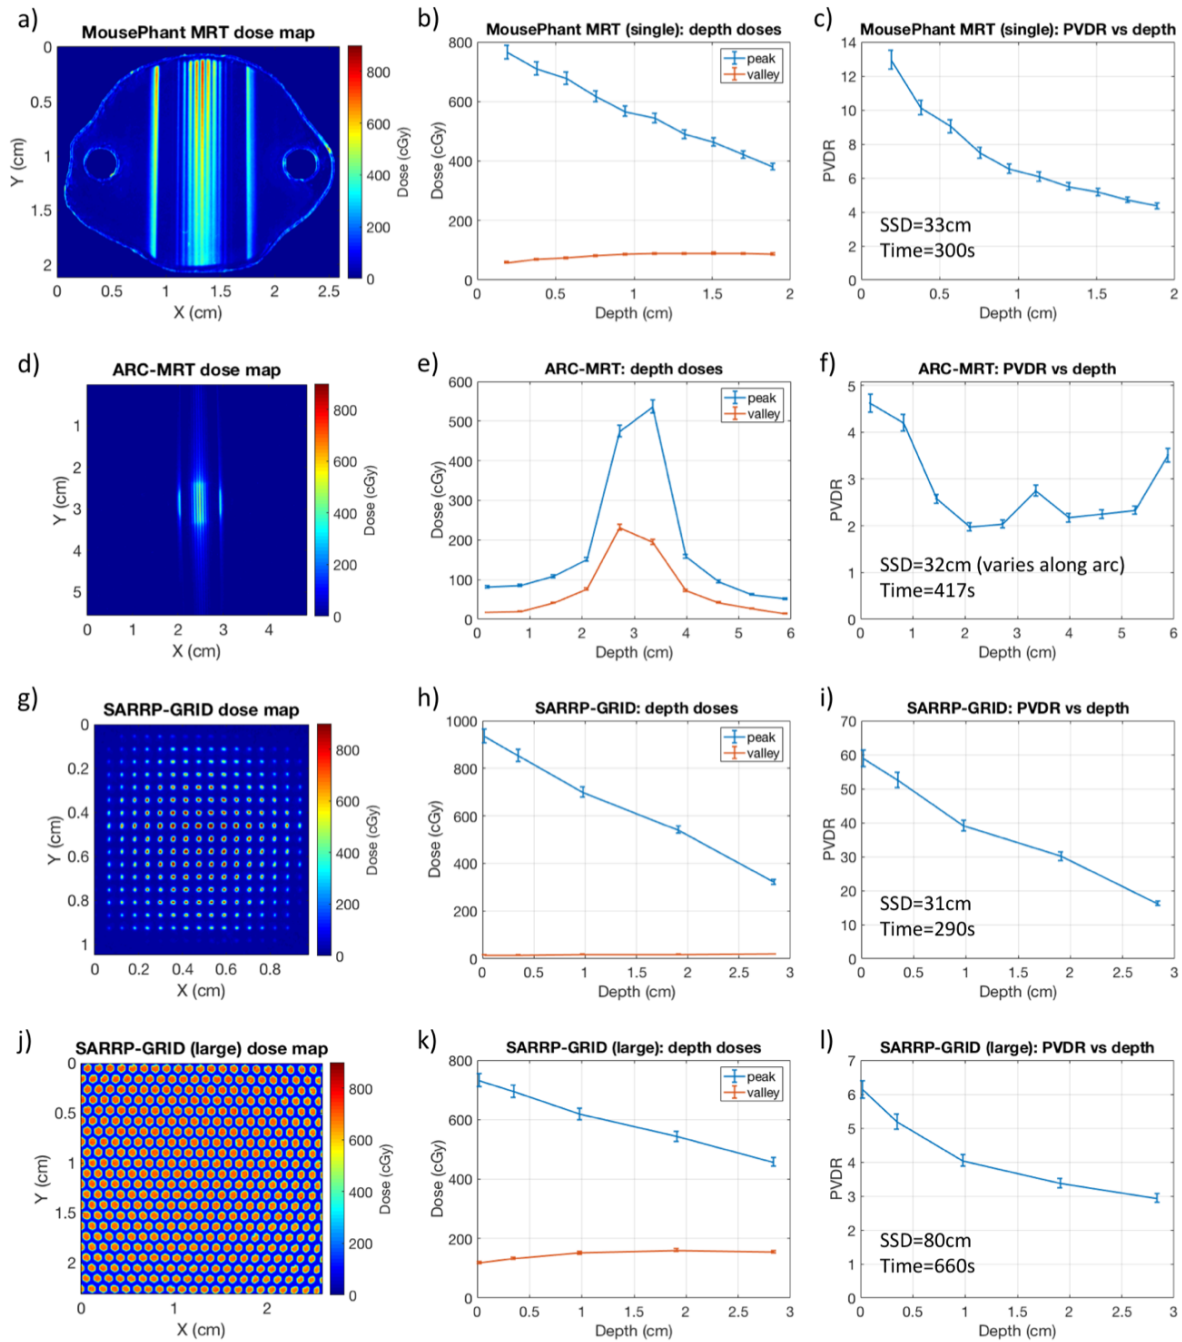 a)
MousePhant MRT dose map
0
0.5
1
1.5
2
Y (cm)
0 0.5 1 1.5 2 2.5
X (cm)
800
600
400
200
0
Dose (cGy)
b)
MousePhant MRT (single): depth doses
800
600
400
200
0
Dose (cGy)
peak
valley
0 0.5 1 1.5 2
Depth (cm)
c)
MousePhant MRT (single): PVDR vs depth
14
12
10
8
6
4
2
0
PVDR
SSD=33cm
Time=300s
0.5 1 1.5 2
Depth (cm)
d)
ARC-MRT dose map
1
2
3
4
5
Y (cm)
0 1 2 3 4
X (cm)
800
600
400
200
0
Dose (cGy)
e)
ARC-MRT: depth doses
600
500
400
300
200
100
0
Dose (cGy)
peak
valley
0 1 2 3 4 5 6
Depth (cm)
f)
ARC-MRT: PVDR vs depth
5
4
3
2
1
0
PVDR
SSD=32cm (varies along arc)
Time=417s
0 1 2 3 4 5 6
Depth (cm)
g)
SARRP-GRID dose map
0
0.2
0.4
0.6
0.8
1
Y (cm)
0 0.2 0.4 0.6 0.8
X (cm)
800
600
400
200
0
Dose (cGy)
h)
SARRP-GRID: depth doses
1000
800
600
400
200
0
Dose (cGy)
peak
valley
0 0.5 1 1.5 2 2.5 3
Depth (cm)
i)
SARRP-GRID: PVDR vs depth
70
60
50
40
30
20
10
0
PVDR
SSD=31cm
Time=290s
0 0.5 1 1.5 2 2.5 3
Depth (cm)
j)
SARRP-GRID (large) dose map
0
0.5
1
1.5
2
Y (cm)
0 1 2
X (cm)
800
600
400
200
0
Dose (cGy)
k)
SARRP-GRID (large): depth doses
800
600
400
200
0
Dose (cGy)
peak
valley
0 0.5 1 1.5 2 2.5 3
Depth (cm)
l)
SARRP-GRID (large): PVDR vs depth
7
6
5
4
3
2
1
0
PVDR
SSD=80cm
Time=660s
0 0.5 1 1.5 2 2.5 3
Depth (cm)